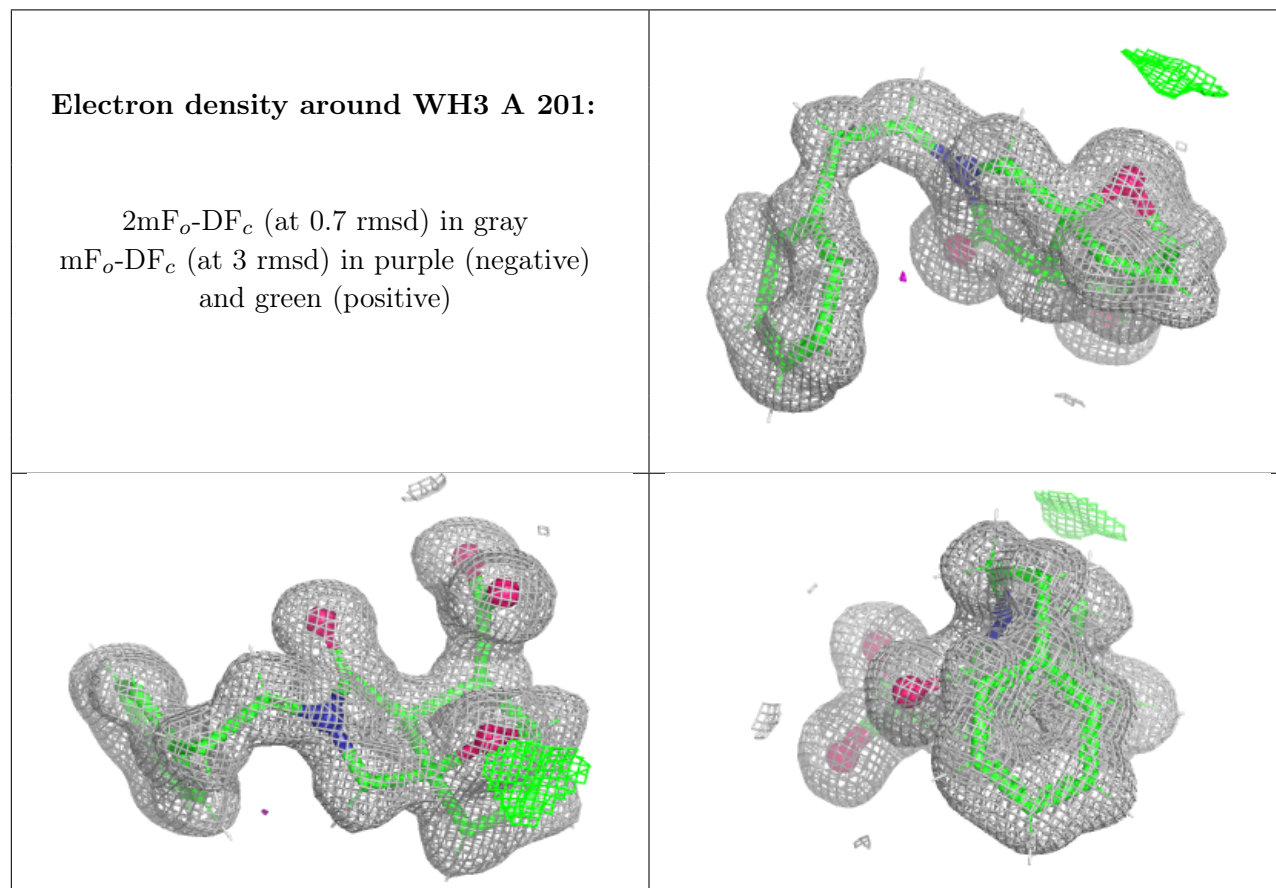 Electron density around WH3 A 201:
2mFo-DFc (at 0.7 rmsd) in gray
mFo-DFc (at 3 rmsd) in purple (negative)
and green (positive)